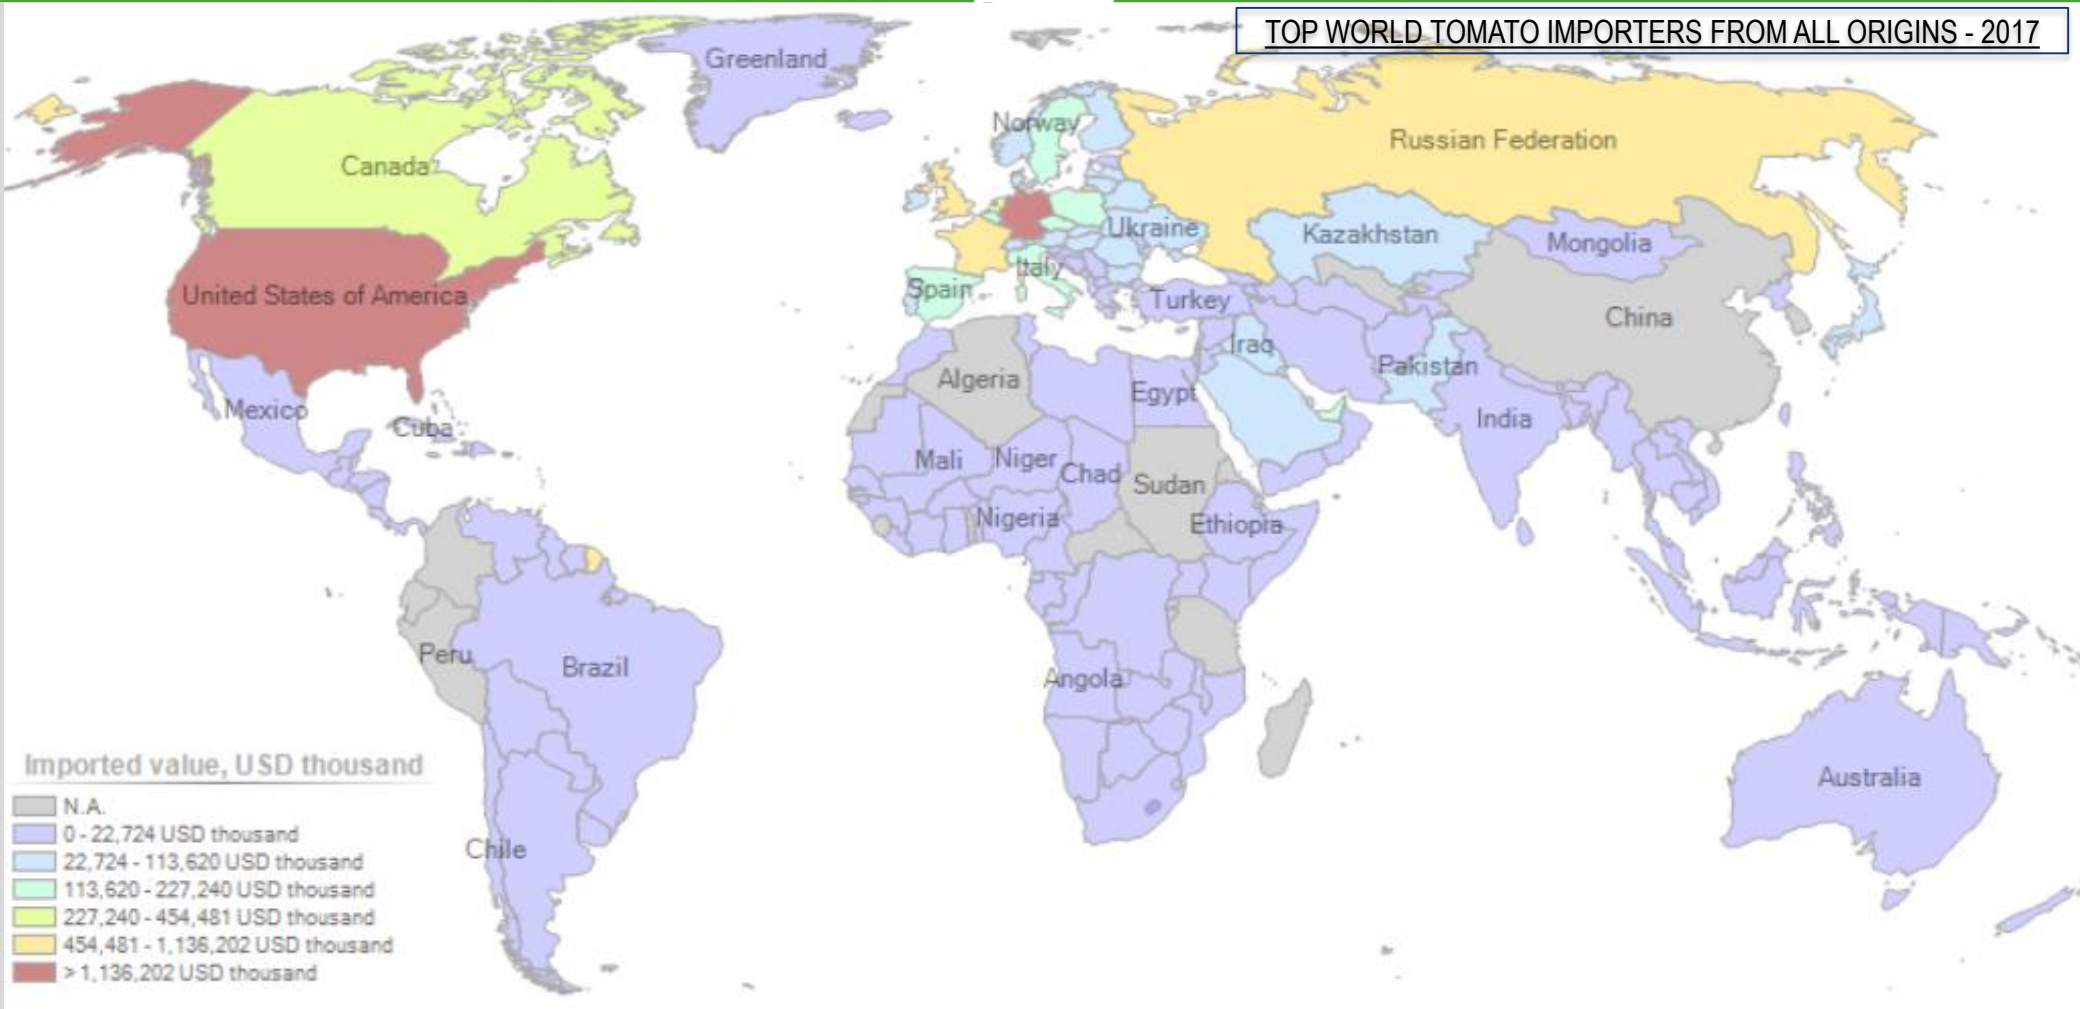 TOP WORLD TOMATO IMPORTERS FROM ALL ORIGINS - 2017
Greenland
Norway
Russian Federation
Canada
Ukraine
Kazakhstan
Mongolia
Italy
Spain
United States of America
Turkey
China
Iraq
Pakistan
Algeria
Egypt
Mexico
Cuba
India
Mali
Niger
Chad
Sudan
Nigeria
Ethiopia
Peru
Brazil
Angola
Australia
Chile
Imported value, USD thousand
N.A.
0 - 22,724 USD thousand
22,724 - 113,620 USD thousand
113,620 - 227,240 USD thousand
227,240 - 454,481 USD thousand
454,481 - 1,136,202 USD thousand
> 1,136,202 USD thousand